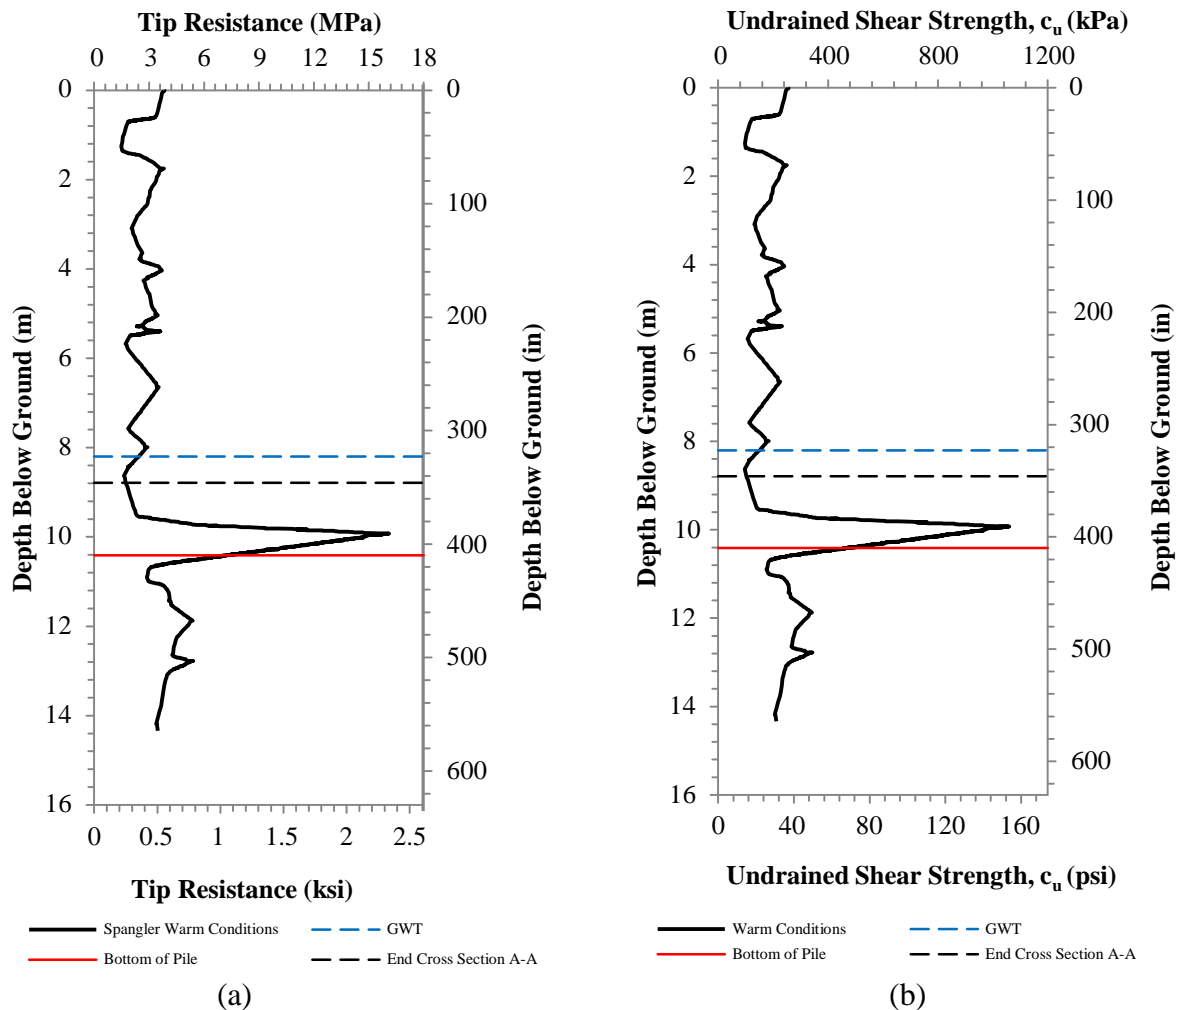 Tip Resistance (MPa)
0 3 6 9 12 15 18
0
2
4
6
8
10
12
14
16
Depth Below Ground (m)
0
100
200
300
400
500
600
Depth Below Ground (in)
0 0.5 1 1.5 2 2.5
Tip Resistance (ksi)
Spangler Warm Conditions
GWT
Bottom of Pile
End Cross Section A-A
(a)
Undrained Shear Strength, cu (kPa)
0 400 800 1200
0
2
4
6
8
10
12
14
16
Depth Below Ground (m)
0
100
200
300
400
500
600
Depth Below Ground (in)
0 40 80 120 160
Undrained Shear Strength, cu (psi)
Warm Conditions
GWT
Bottom of Pile
End Cross Section A-A
(b)